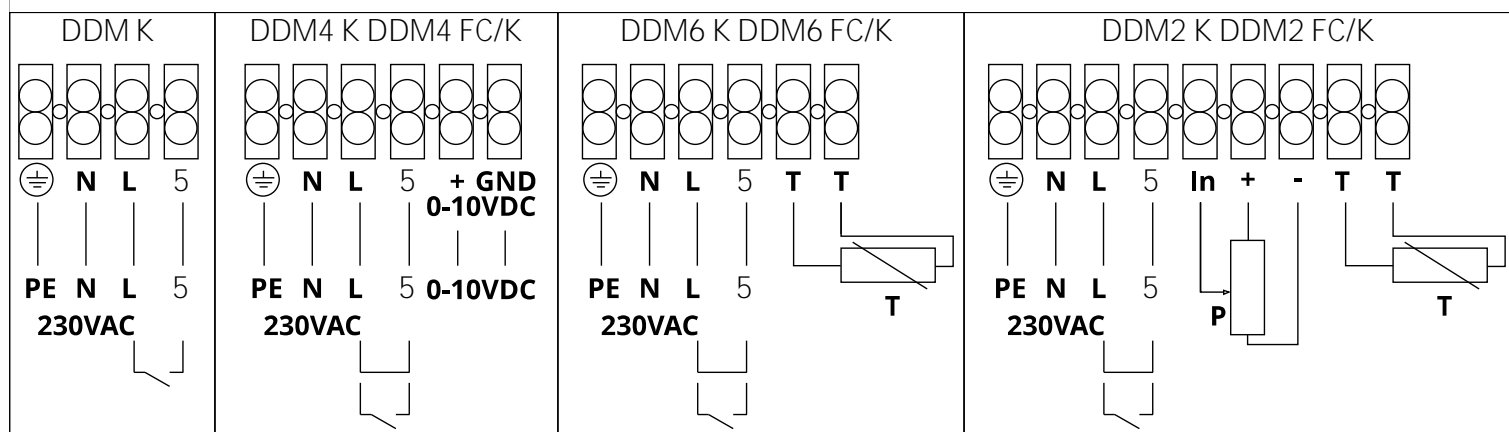 DDM K
N L 5
PE N L 5
230VAC
DDM4 K DDM4 FC/K
N L 5 + GND
0-10VDC
PE N L 5 0-10VDC
230VAC
DDM6 K DDM6 FC/K
N L 5 T T
PE N L 5
T
230VAC
DDM2 K DDM2 FC/K
N L 5 In + - T T
PE N L 5
P
T
230VAC